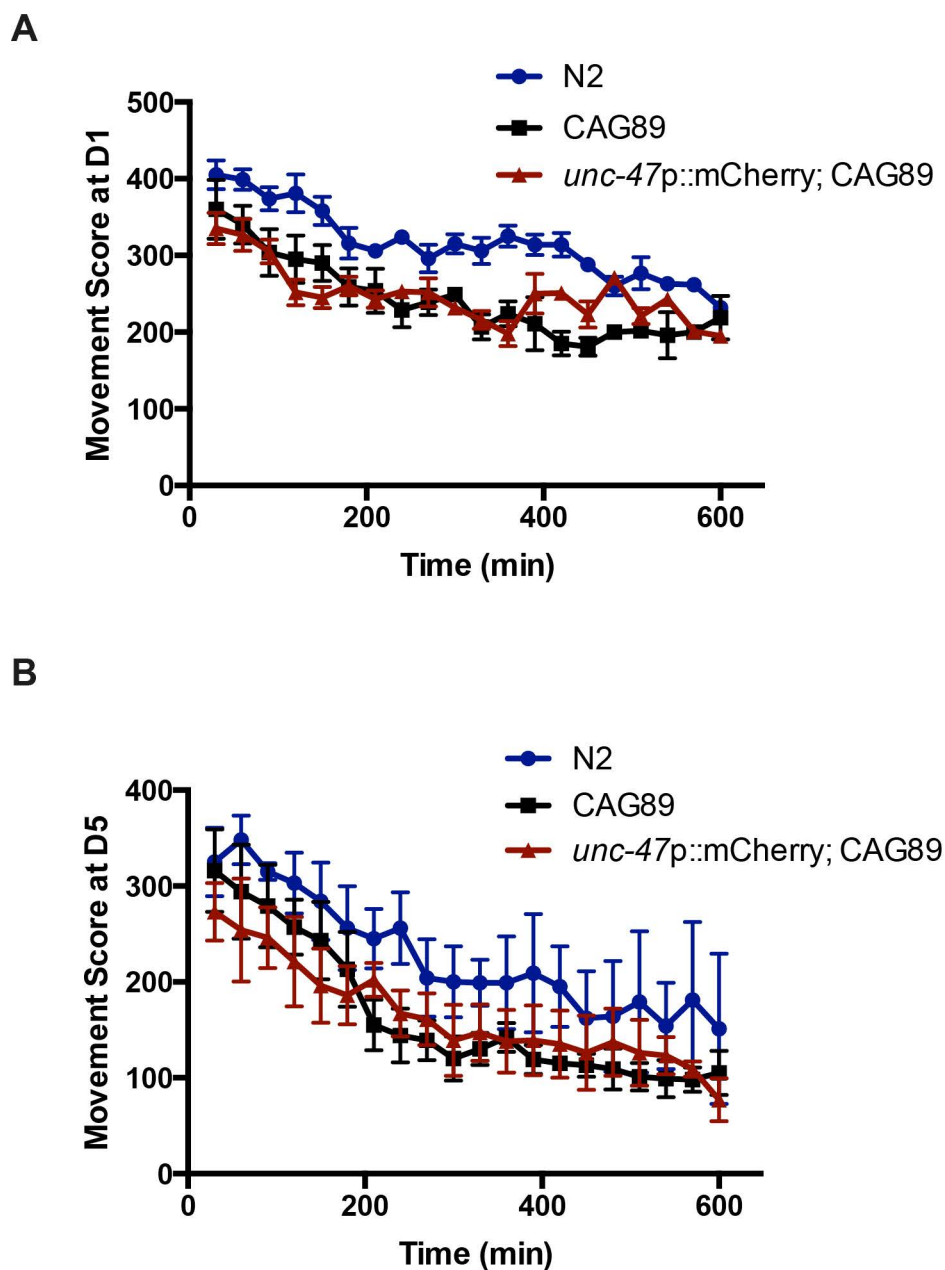 A
N2
CAG89
unc-47p::mCherry; CAG89
500
400
300
200
100
0
Movement Score at D1
0 200 400 600
Time (min)
B
N2
CAG89
unc-47p::mCherry; CAG89
400
300
200
100
0
Movement Score at D5
0 200 400 600
Time (min)